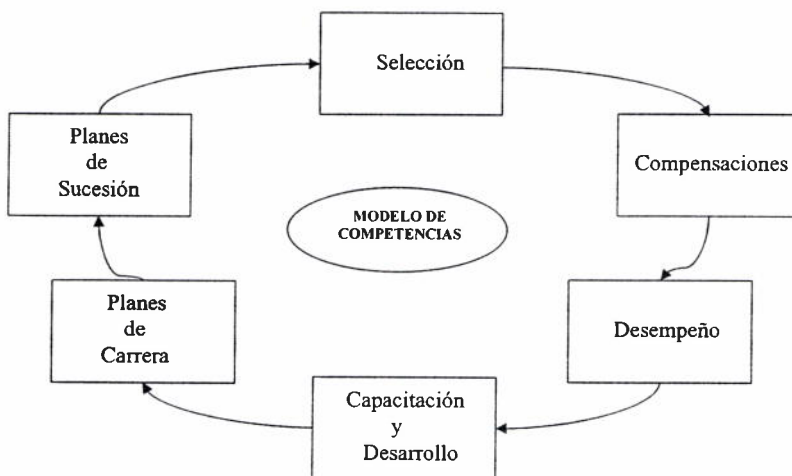 Selección
Planes
de
Sucesión
Compensaciones
MODELO DE
COMPETENCIAS
Planes
de
Carrera
Desempeño
Capacitación
y
Desarrollo